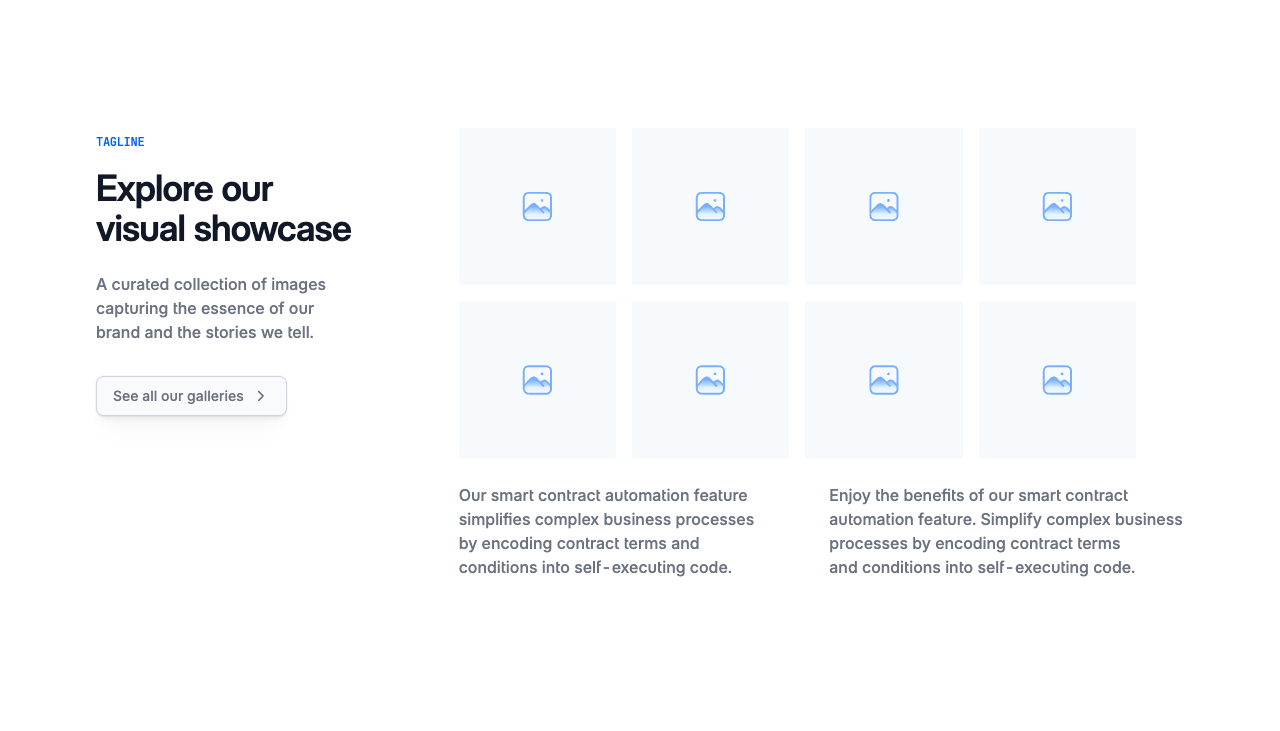 TAGLINE
Explore our
visual showcase
A curated collection of images
capturing the essence of our
brand and the stories we tell.
See all our galleries
Our smart contract automation feature
simplifies complex business processes
by encoding contract terms and
conditions into self-executing code.
Enjoy the benefits of our smart contract
automation feature. Simplify complex business
processes by encoding contract terms
and conditions into self-executing code.